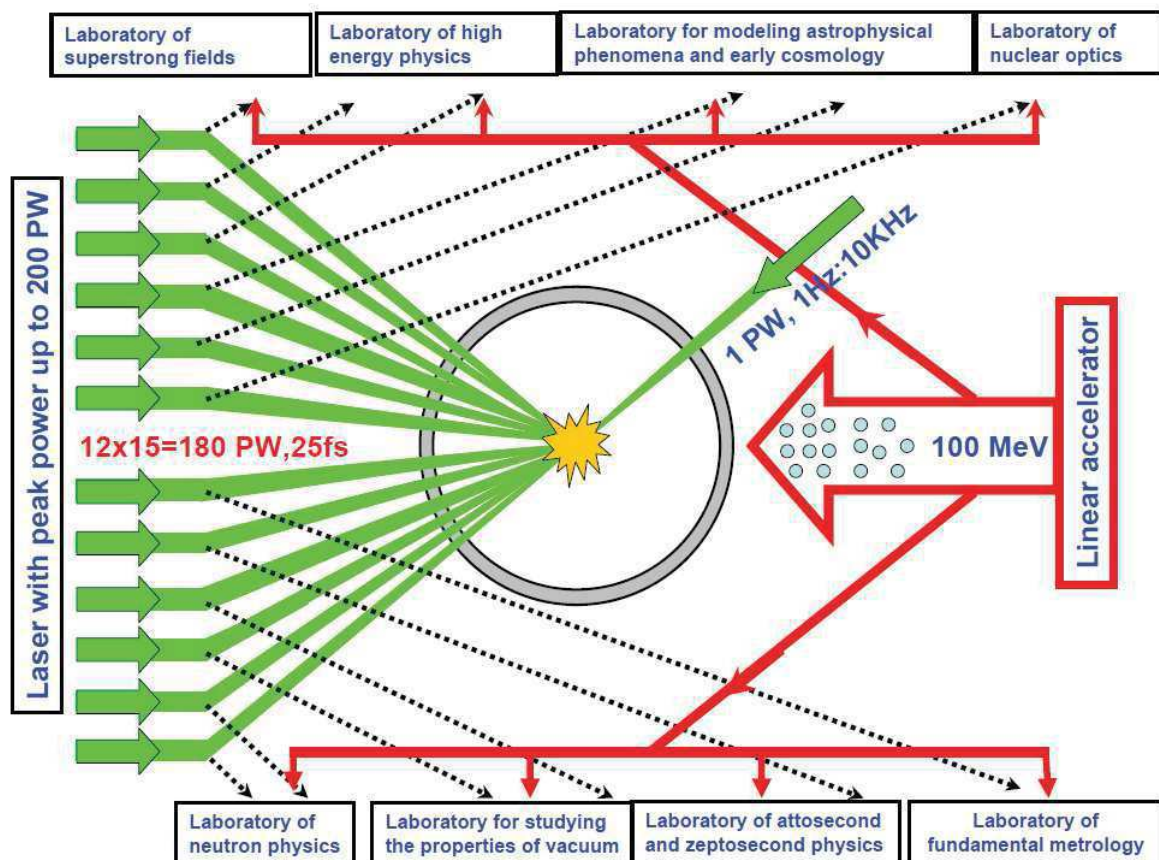 Laboratory of
superstrong fields
Laboratory of high
energy physics
Laboratory for modeling astrophysical
phenomena and early cosmology
Laboratory of
nuclear optics
Laser with peak power up to 200 PW
1 PW, 1Hz:10KHz
12x15=180 PW,25fs
100 MeV
Linear accelerator
Laboratory of
neutron physics
Laboratory for studying
the properties of vacuum
Laboratory of attosecond
and zeptosecond physics
Laboratory of
fundamental metrology